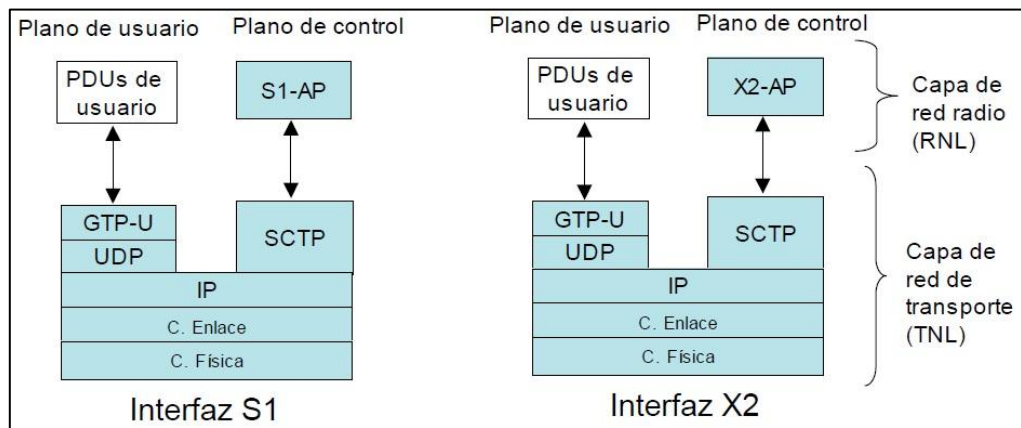 Plano de usuario
Plano de control
PDUs de
usuario
S1-AP
GTP-U
UDP
SCTP
IP
C. Enlace
C. Física
Interfaz S1
Plano de usuario
Plano de control
PDUs de
usuario
X2-AP
GTP-U
UDP
SCTP
IP
C. Enlace
C. Física
Interfaz X2
Capa de
red radio
(RNL)
Capa de
red de
transporte
(TNL)